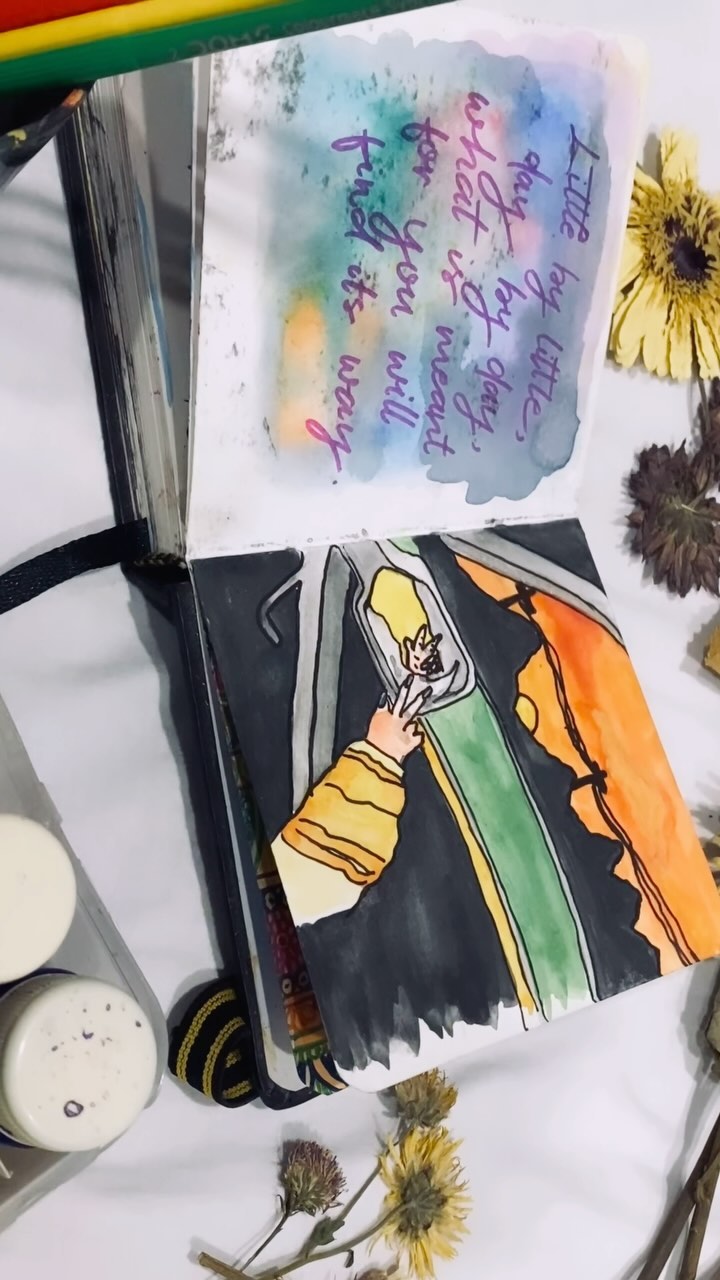 Little by little,
day by day,
what is meant
for you will
find its way.